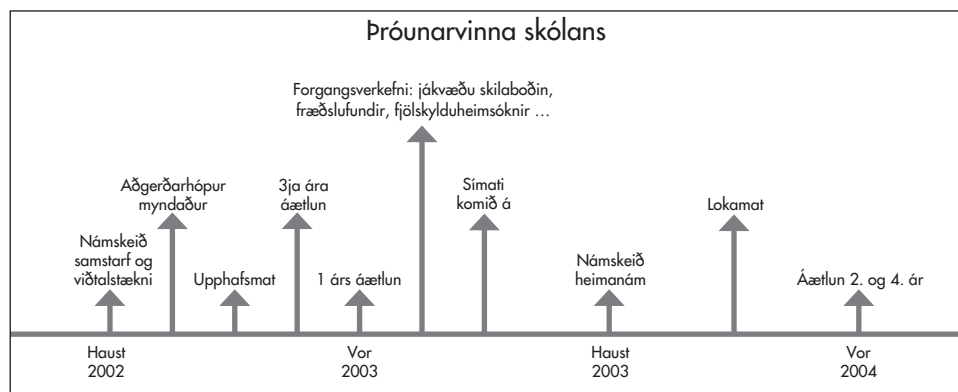 Þróunarvinna skólans
Forgangsverkefni: jákvæðu skilaboðin,
fræðslufundir, fjölskylduheimsóknir ...
Aðgerðarhópur
myndaður
3ja ára
áætlun
Símati
komið á
Lokamat
Námskeið
samstarf og
viðtalstækni
Upphafsmat
1 árs áætlun
Námskeið
heimanám
Áætlun 2. og 4. ár
Haust
2002
Vor
2003
Haust
2003
Vor
2004